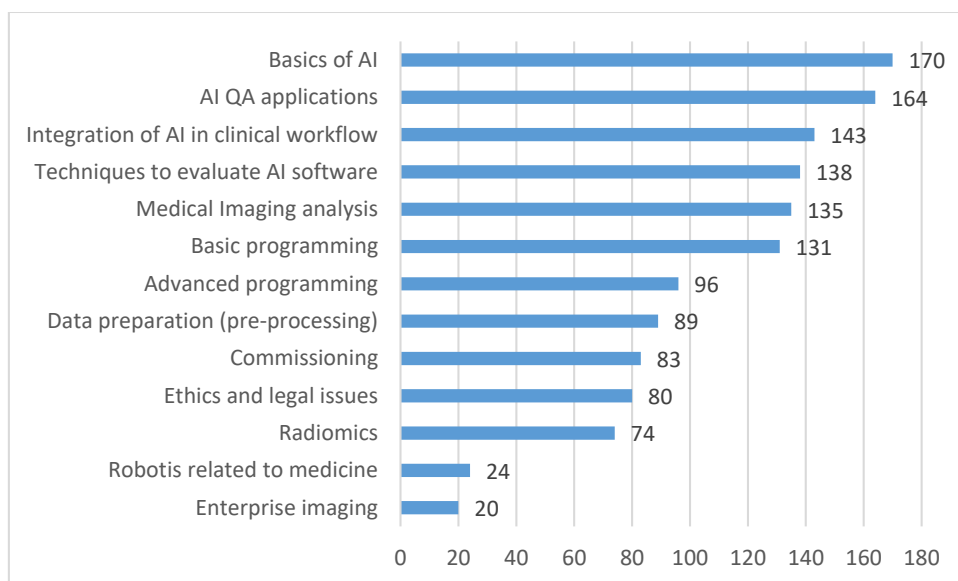 Basics of AI 170
AI QA applications 164
Integration of AI in clinical workflow 143
Techniques to evaluate AI software 138
Medical Imaging analysis 135
Basic programming 131
Advanced programming 96
Data preparation (pre-processing) 89
Commissioning 83
Ethics and legal issues 80
Radiomics 74
Robotis related to medicine 24
Enterprise imaging 20
0 20 40 60 80 100 120 140 160 180